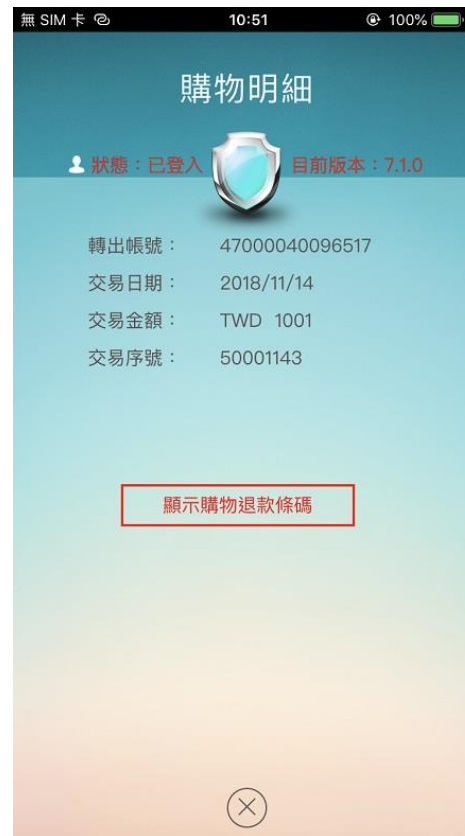 無 SIM 卡 10:51 100%
購物明細
狀態：已登入 目前版本：7.1.0
轉出帳號： 47000040096517
交易日期： 2018/11/14
交易金額： TWD 1001
交易序號： 50001143
顯示購物退款條碼